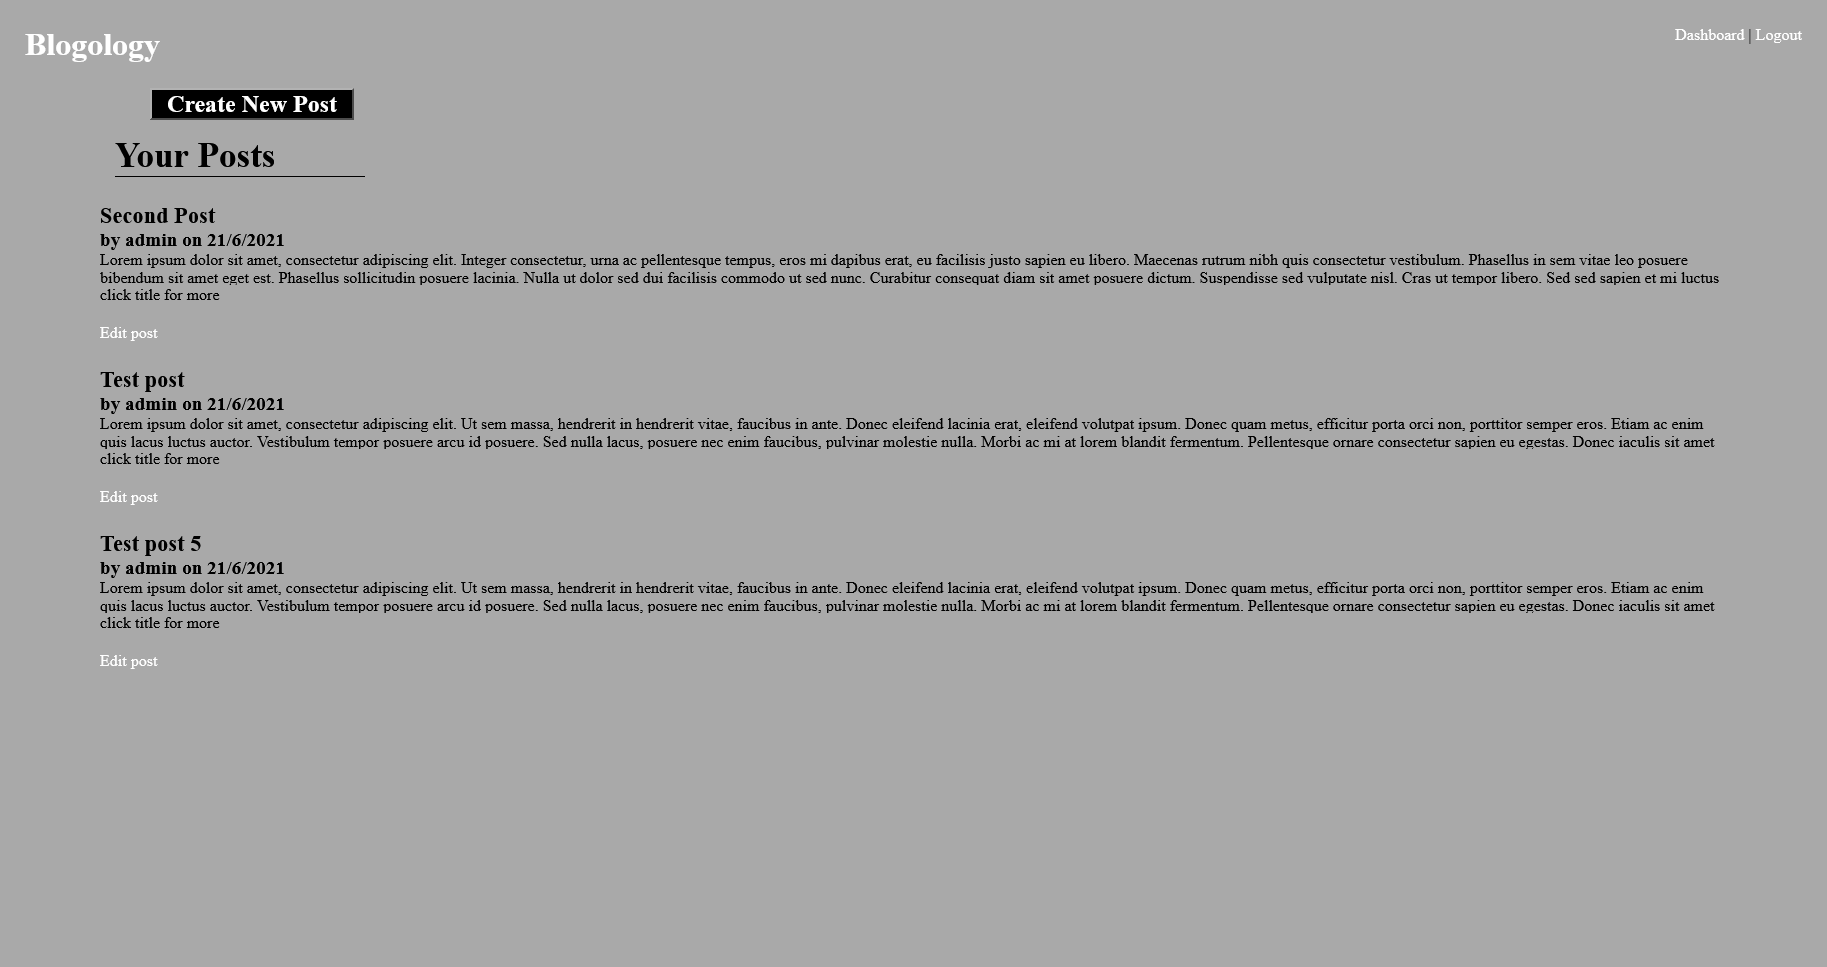 Blogology
Dashboard | Logout
Create New Post
Your Posts
Second Post
by admin on 21/6/2021
Lorem ipsum dolor sit amet, consectetur adipiscing elit. Integer consectetur, urna ac pellentesque tempus, eros mi dapibus erat, eu facilisis justo sapien eu libero. Maecenas rutrum nibh quis consectetur vestibulum. Phasellus in sem vitae leo posuere
bibendum sit amet eget est. Phasellus sollicitudin posuere lacinia. Nulla ut dolor sed dui facilisis commodo ut sed nunc. Curabitur consequat diam sit amet posuere dictum. Suspendisse sed vulputate nisl. Cras ut tempor libero. Sed sed sapien et mi luctus
click title for more
Edit post
Test post
by admin on 21/6/2021
Lorem ipsum dolor sit amet, consectetur adipiscing elit. Ut sem massa, hendrerit in hendrerit vitae, faucibus in ante. Donec eleifend lacinia erat, eleifend volutpat ipsum. Donec quam metus, efficitur porta orci non, porttitor semper eros. Etiam ac enim
quis lacus luctus auctor. Vestibulum tempor posuere arcu id posuere. Sed nulla lacus, posuere nec enim faucibus, pulvinar molestie nulla. Morbi ac mi at lorem blandit fermentum. Pellentesque ornare consectetur sapien eu egestas. Donec iaculis sit amet
click title for more
Edit post
Test post 5
by admin on 21/6/2021
Lorem ipsum dolor sit amet, consectetur adipiscing elit. Ut sem massa, hendrerit in hendrerit vitae, faucibus in ante. Donec eleifend lacinia erat, eleifend volutpat ipsum. Donec quam metus, efficitur porta orci non, porttitor semper eros. Etiam ac enim
quis lacus luctus auctor. Vestibulum tempor posuere arcu id posuere. Sed nulla lacus, posuere nec enim faucibus, pulvinar molestie nulla. Morbi ac mi at lorem blandit fermentum. Pellentesque ornare consectetur sapien eu egestas. Donec iaculis sit amet
click title for more
Edit post